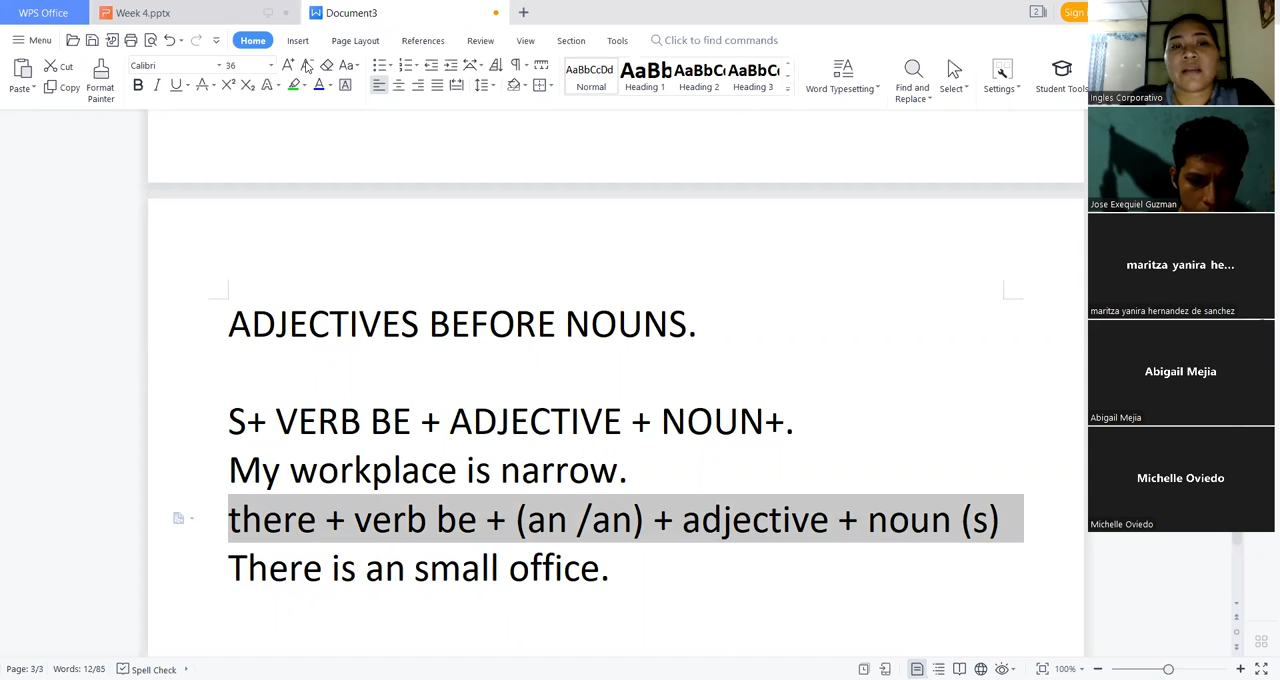 WPS Office
Week 4.pptx
Document3
+
2
Sign
Menu
Home
Insert
Page Layout
References
Review
View
Section
Tools
Click to find commands
Paste
Cut
Copy
Format
Painter
Calibri
36
AaBbCcDd
Normal
AaBb
Heading 1
AaBbCc
Heading 2
AaBbCc
Heading 3
Word Typesetting
Find and
Replace
Select
Settings
Student Tools
ADJECTIVES BEFORE NOUNS.
S+ VERB BE + ADJECTIVE + NOUN+.
My workplace is narrow.
there + verb be + (an /an) + adjective + noun (s)
There is an small office.
Ingles Corporativo
Jose Exequiel Guzman
maritza yanira he...
maritza yanira hernandez de sanchez
Abigail Mejia
Abigail Mejia
Michelle Oviedo
Michelle Oviedo
Page: 3/3
Words: 12/85
Spell Check
100%